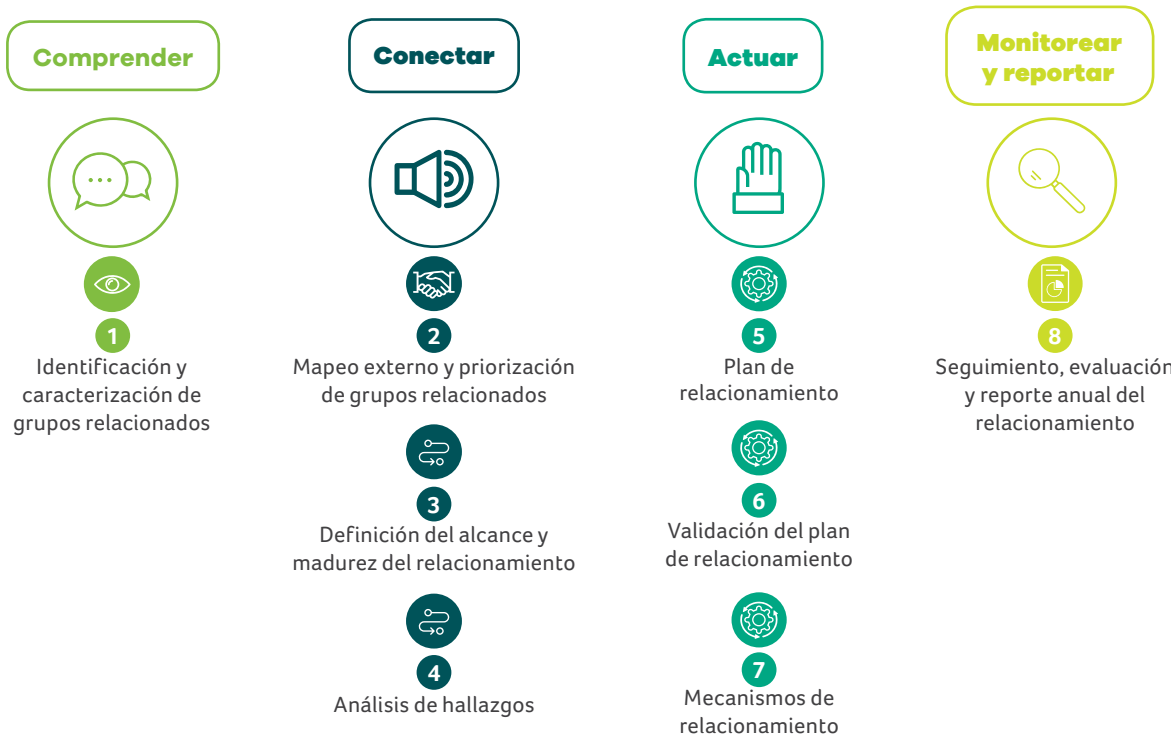 Comprender
1
Identificación y
caracterización de
grupos relacionados
Conectar
2
Mapeo externo y priorización
de grupos relacionados
3
Definición del alcance y
madurez del relacionamiento
4
Análisis de hallazgos
Actuar
5
Plan de
relacionamiento
6
Validación del plan
de relacionamiento
7
Mecanismos de
relacionamiento
Monitorear
y reportar
8
Seguimiento, evaluación
y reporte anual del
relacionamiento